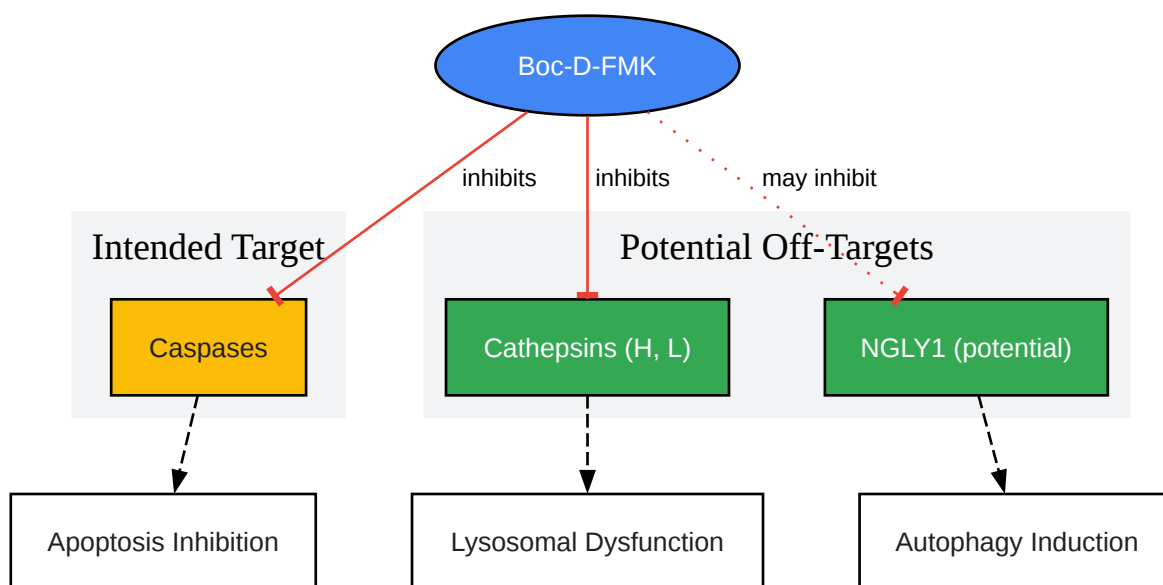 Boc-D-FMK
inhibits
inhibits
may inhibit
Intended Target
Potential Off-Targets
Caspases
Cathepsins (H, L)
NGLY1 (potential)
Apoptosis Inhibition
Lysosomal Dysfunction
Autophagy Induction